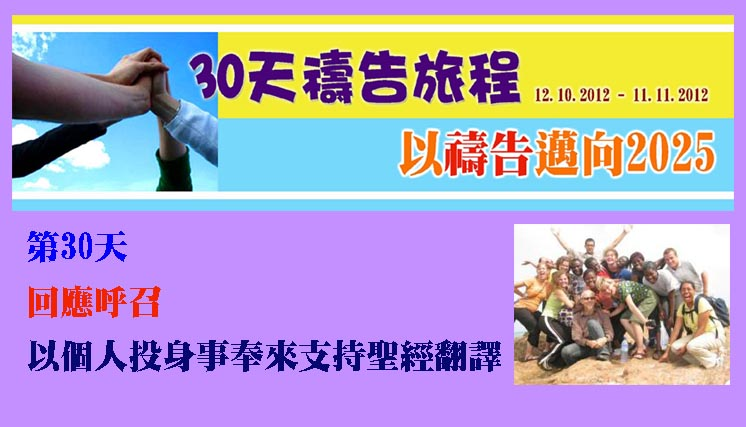 30天禱告旅程 12.10.2012 - 11.11.2012
以禱告邁向2025
第30天
回應呼召
以個人投身事奉來支持聖經翻譯